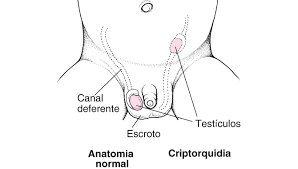 Canal
deferente
Testículos
Escroto
Anatomia
normal
Criptorquidia